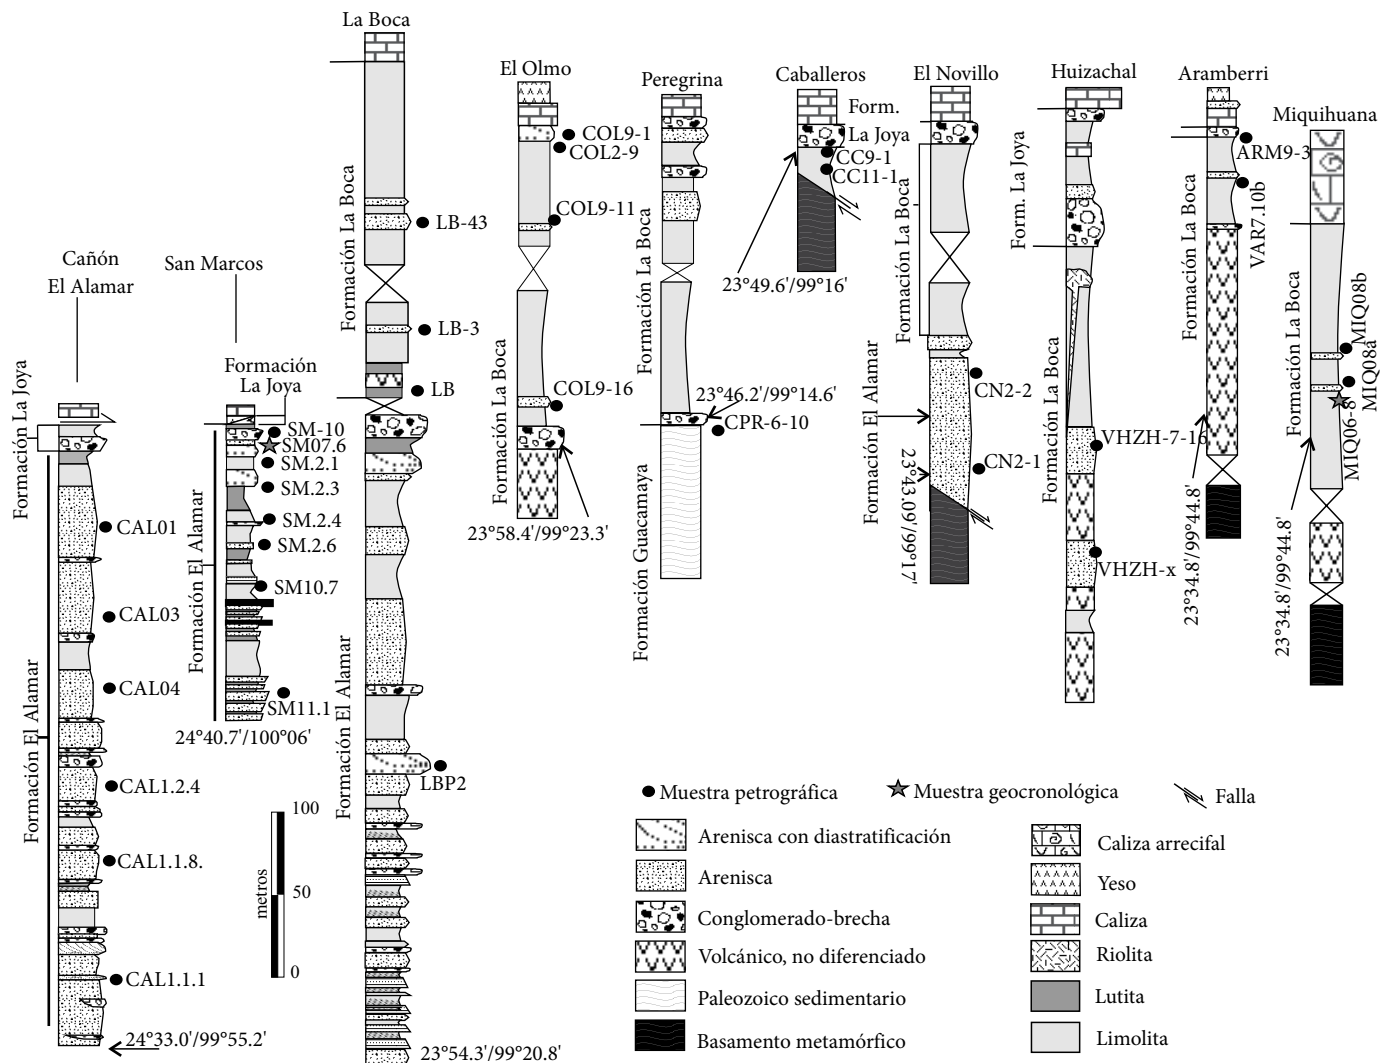 La Boca
El Olmo
Peregrina
Caballeros
El Novillo
Huizachal
Aramberri
Miquihuana
Cañón
El Alamar
San Marcos
Formación La Joya
Formación El Alamar
CAL01
CAL03
CAL04
CAL1.2.4
CAL1.1.8.
CAL1.1.1
24°33.0'/99°55.2'
Formación
La Joya
Formación El Alamar
SM-10
SM07.6
SM.2.1
SM.2.3
SM.2.4
SM.2.6
SM10.7
SM11.1
24°40.7'/100°06'
Formación La Boca
Formación El Alamar
LB-43
LB-3
LB
LBP2
23°54.3'/99°20.8'
COL9-1
COL2-9
COL9-11
COL9-16
Formación La Boca
23°58.4'/99°23.3'
Formación La Boca
Formación Guacamaya
23°46.2'/99°14.6'
CPR-6-10
Form.
La Joya
CC9-1
CC11-1
23°49.6'/99°16'
Formación La Boca
Formación El Alamar
CN2-2
CN2-1
23°43.09'/99°17'
Form. La Joya
Formación La Boca
VHZH-7-16
VHZH-x
Formación La Boca
ARM9-3
VAR7.10b
23°34.8'/99°44.8'
Formación La Boca
MIQ08b
MIQ08a
MIQ06-8
23°34.8'/99°44.8'
metros
100
50
0
Muestra petrográfica
Muestra geocronológica
Falla
Arenisca con diastratificación
Arenisca
Conglomerado-brecha
Volcánico, no diferenciado
Paleozoico sedimentario
Basamento metamórfico
Caliza arrecifal
Yeso
Caliza
Riolita
Lutita
Limolita